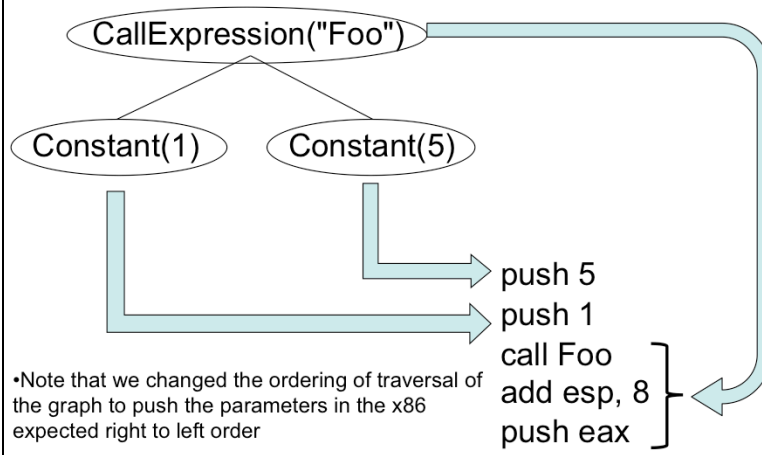 CallExpression("Foo")
Constant(1)
Constant(5)
push 5
push 1
call Foo
add esp, 8
push eax
•Note that we changed the ordering of traversal of
the graph to push the parameters in the x86
expected right to left order